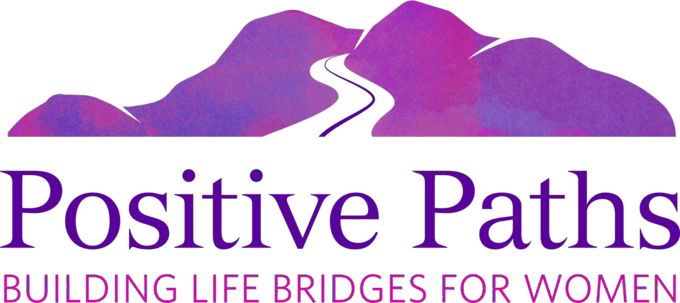 Positive Paths
BUILDING LIFE BRIDGES FOR WOMEN